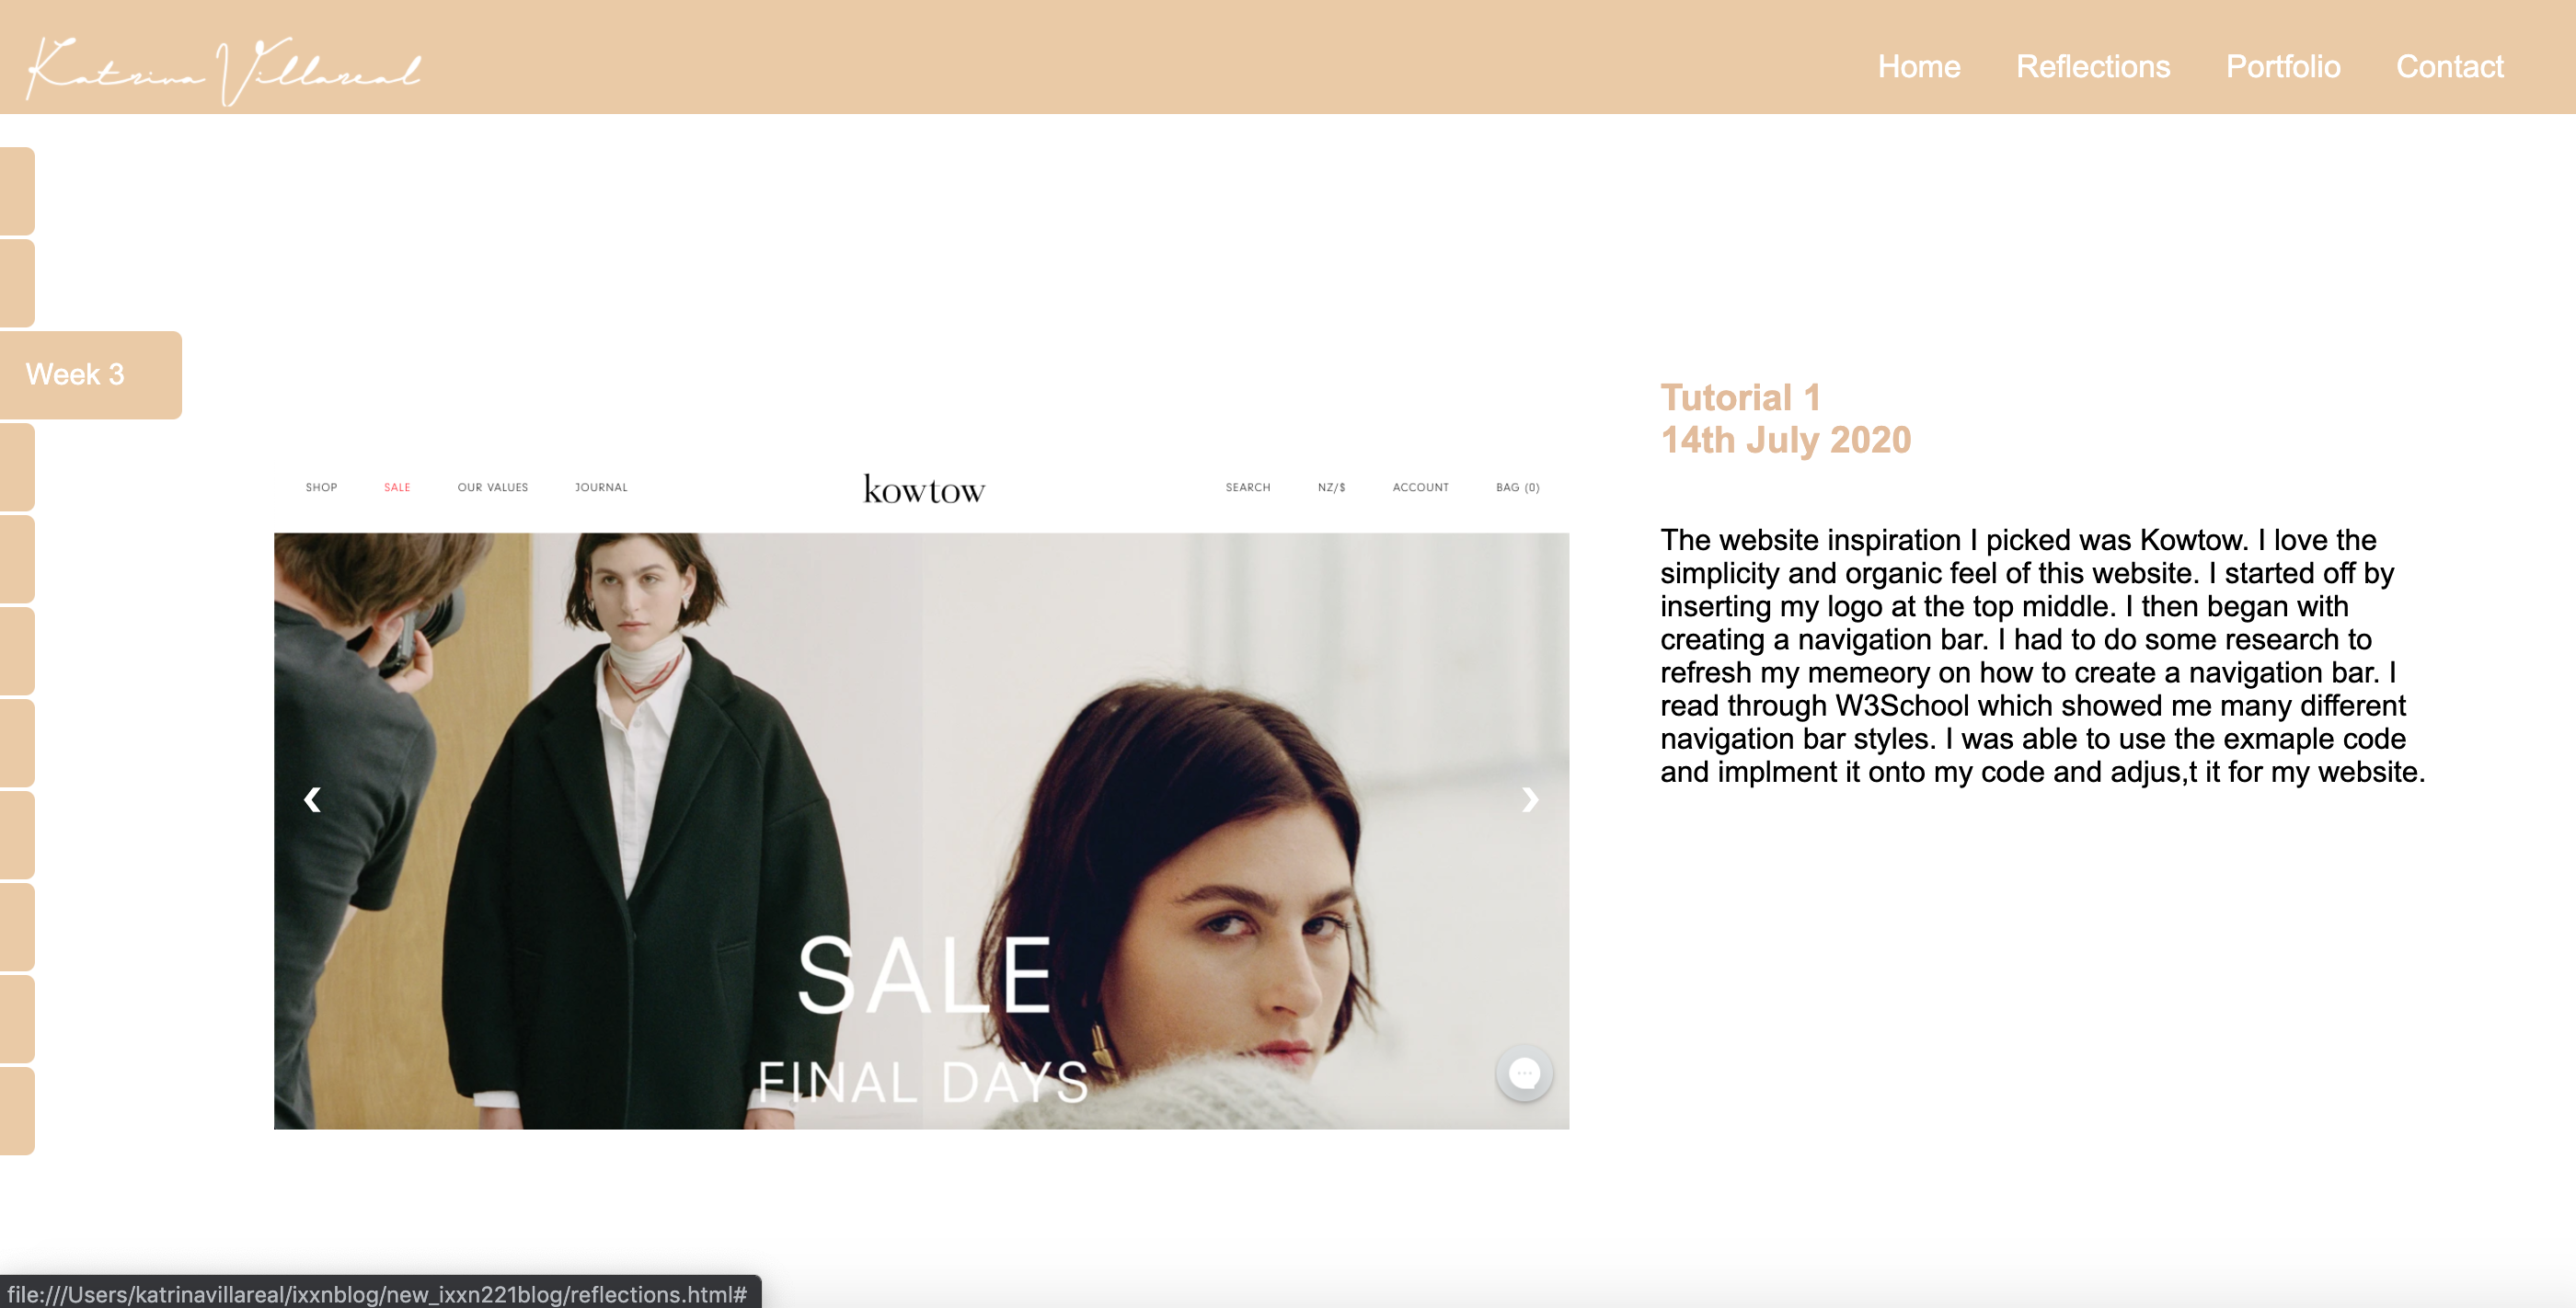 Katrina Villareal
Home Reflections Portfolio Contact
Week 3
SHOP SALE OUR VALUES JOURNAL kowtow SEARCH NZ/$ ACCOUNT BAG (0)
SALE
FINAL DAYS
Tutorial 1
14th July 2020
The website inspiration I picked was Kowtow. I love the
simplicity and organic feel of this website. I started off by
inserting my logo at the top middle. I then began with
creating a navigation bar. I had to do some research to
refresh my memeory on how to create a navigation bar. I
read through W3School which showed me many different
navigation bar styles. I was able to use the exmaple code
and implment it onto my code and adjus,t it for my website.
file:///Users/katrinavillareal/ixxnblog/new_ixxn221blog/reflections.html#